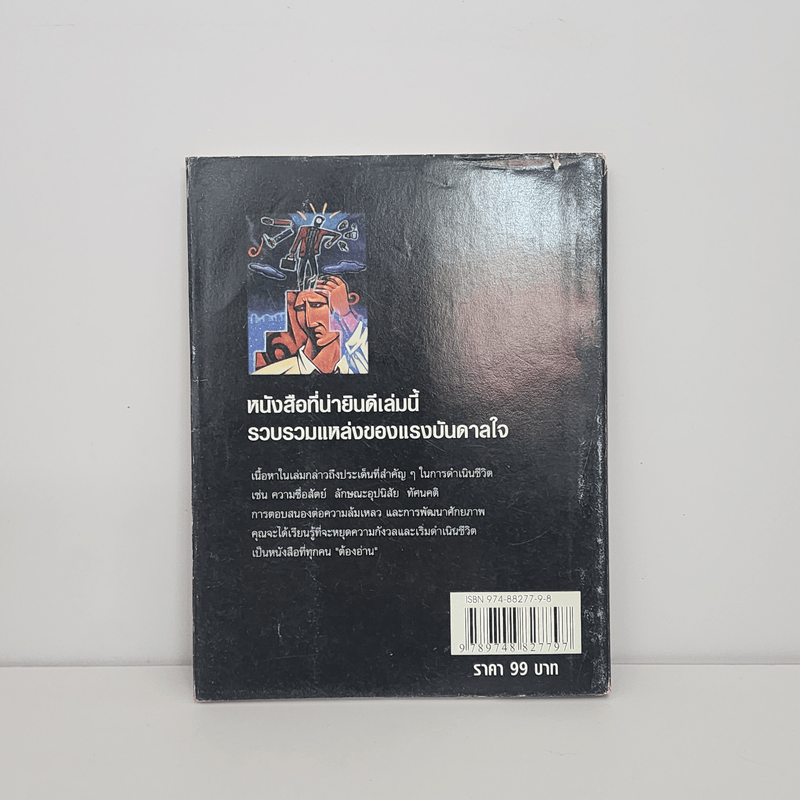 หนังสือที่น่ายินดีเล่มนี้
รวบรวมแหล่งของแรงบันดาลใจ
เนื้อหาในเล่มกล่าวถึงประเด็นที่สำคัญ ๆ ในการดำเนินชีวิต
เช่น ความซื่อสัตย์ ลักษณะอุปนิสัย ทัศนคติ
การตอบสนองต่อความล้มเหลว และการพัฒนาศักยภาพ
คุณจะได้เรียนรู้ที่จะหยุดความกังวลและเริ่มดำเนินชีวิต
เป็นหนังสือที่ทุกคน "ต้องอ่าน"
ISBN 974-88277-9-8
9 789748 827797
ราคา 99 บาท